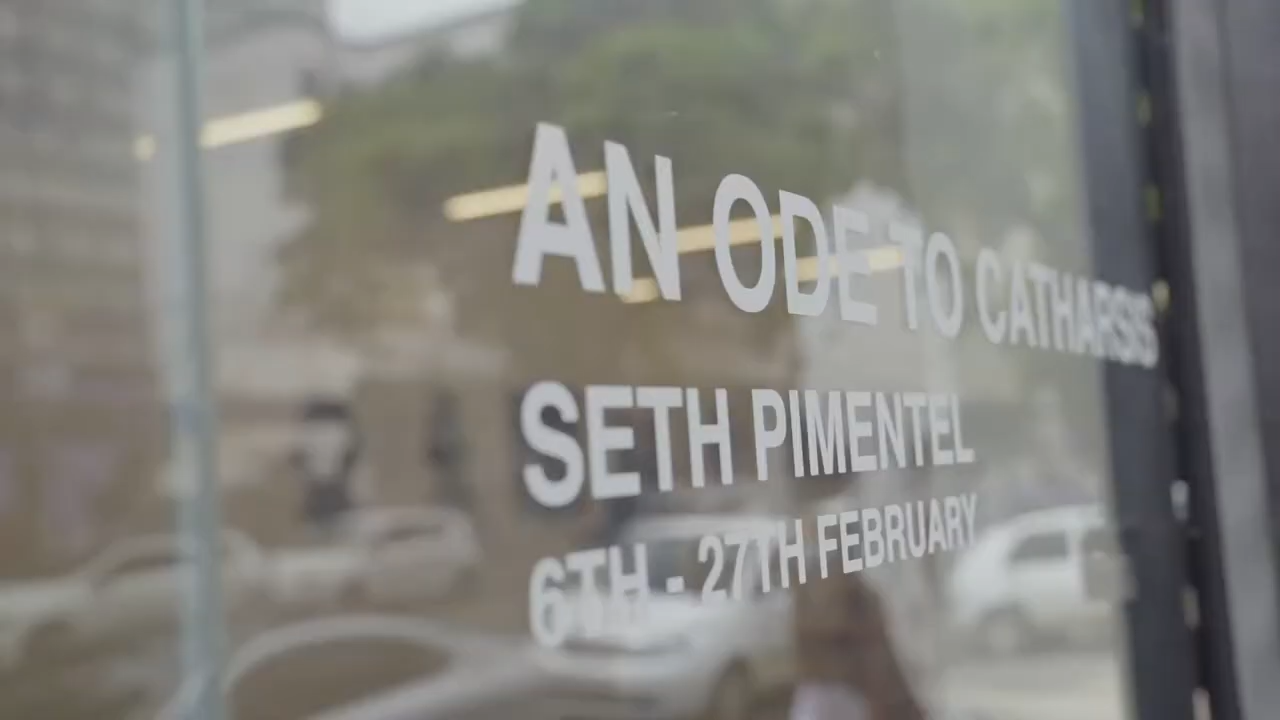 AN ODE TO CATHARSIS
SETH PIMENTEL
6TH - 27TH FEBRUARY